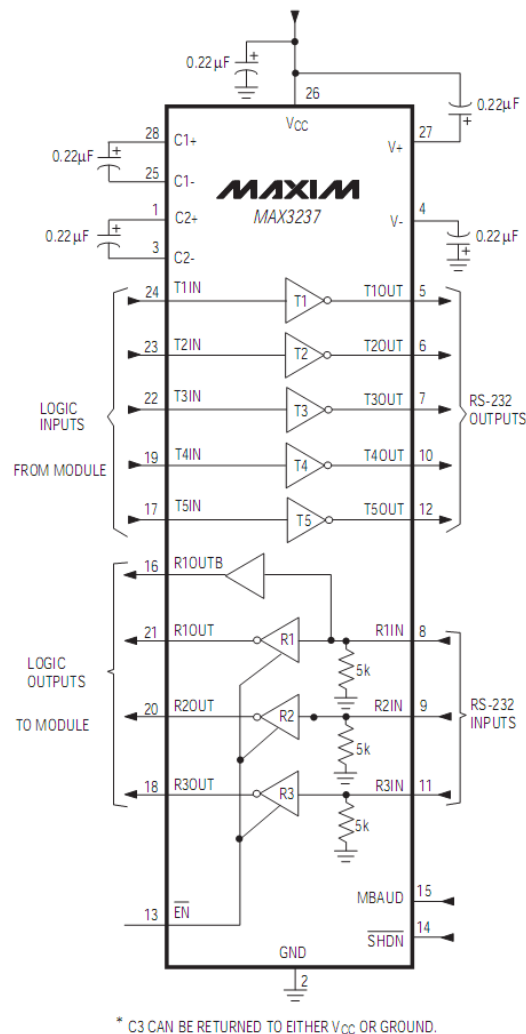 0.22µF
26
0.22µF
VCC
28
C1+
V+
27
0.22µF
25
C1-
MAXIM
1
C2+
MAX3237
V-
4
0.22µF
3
C2-
0.22µF
24
T1IN
T1
T1OUT
5
23
T2IN
T2
T2OUT
6
22
T3IN
T3
T3OUT
7
LOGIC
INPUTS
RS-232
OUTPUTS
19
T4IN
T4
T4OUT
10
FROM MODULE
17
T5IN
T5
T5OUT
12
16
R1OUTB
21
R1OUT
R1
R1IN
8
5k
LOGIC
OUTPUTS
20
R2OUT
R2
R2IN
9
RS-232
INPUTS
TO MODULE
5k
18
R3OUT
R3
R3IN
11
5k
MBAUD
15
13
EN
SHDN
14
GND
2
* C3 CAN BE RETURNED TO EITHER VCC OR GROUND.